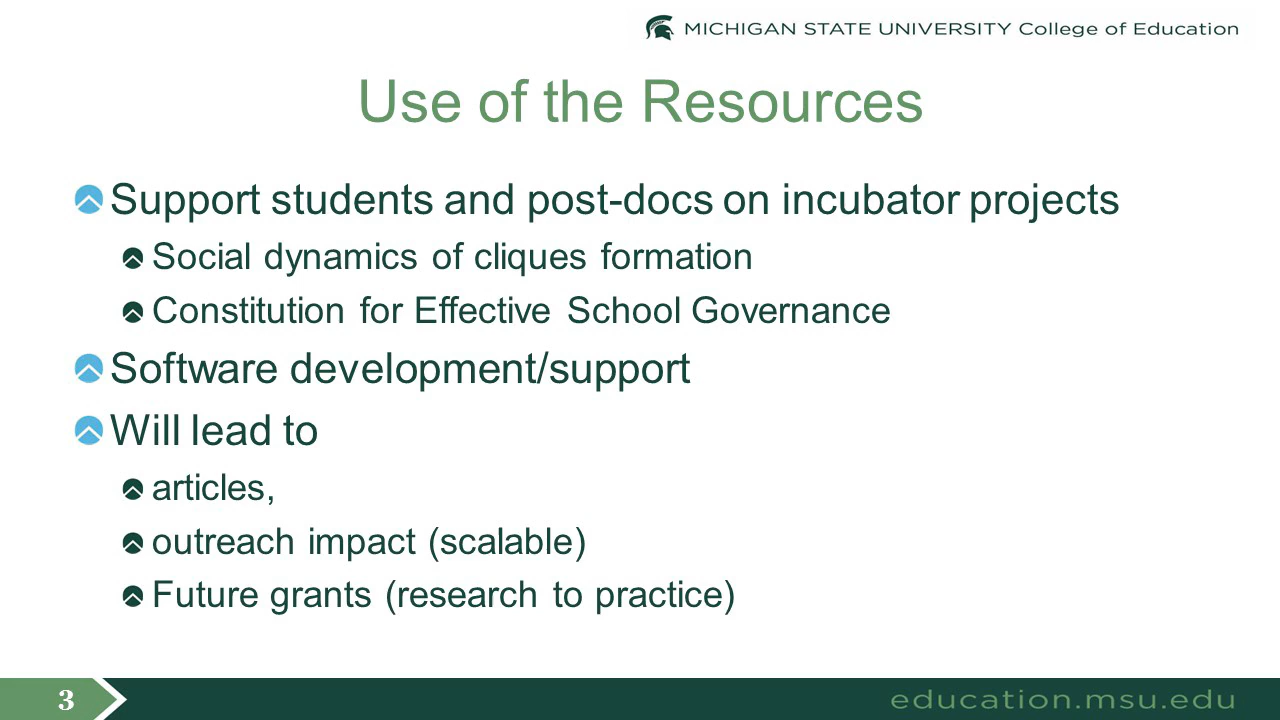 MICHIGAN STATE UNIVERSITY College of Education
Use of the Resources
Support students and post-docs on incubator projects
Social dynamics of cliques formation
Constitution for Effective School Governance
Software development/support
Will lead to
articles,
outreach impact (scalable)
Future grants (research to practice)
3
education.msu.edu